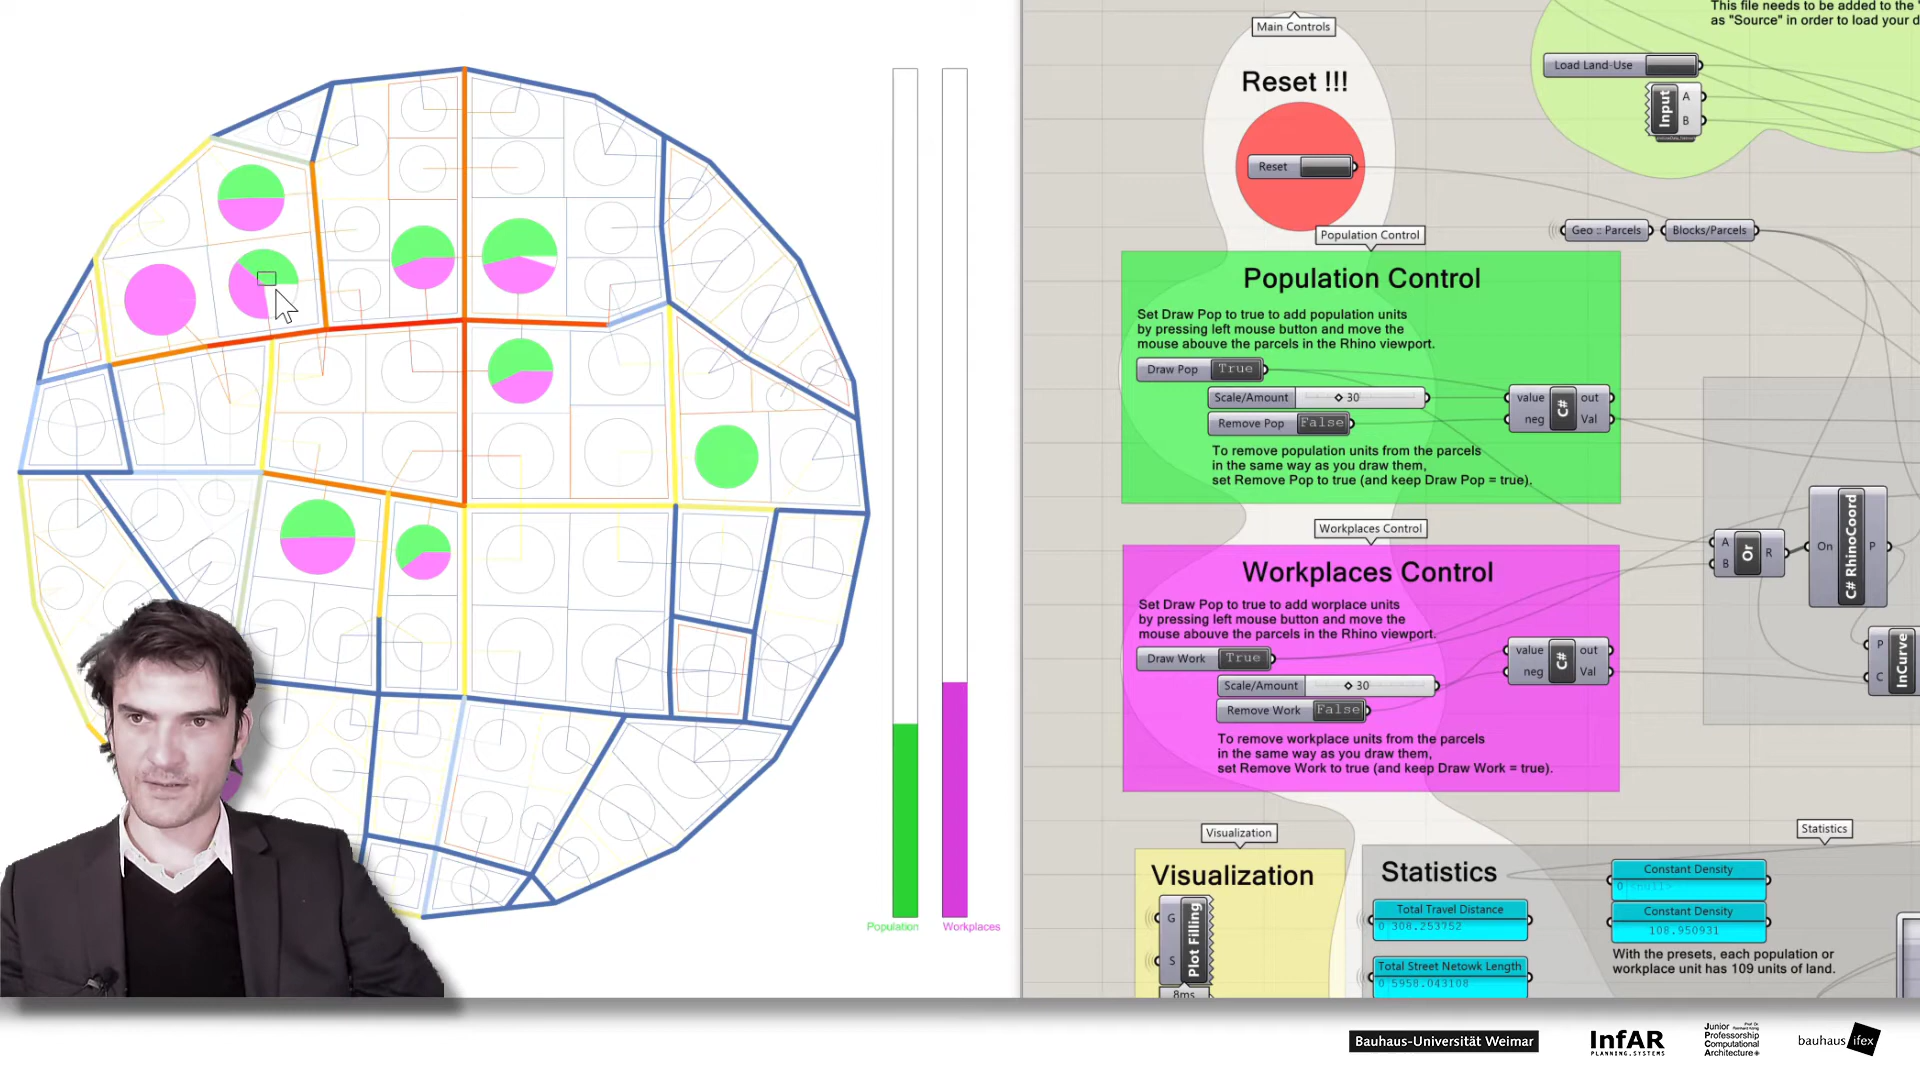 This file needs to be added to the "
as "Source" in order to load your d
Main Controls
Reset !!!
Load Land-Use
Input
A
B
Reset
Population Control
Geo :: Parcels
Blocks/Parcels
Population Control
Set Draw Pop to true to add population units
by pressing left mouse button and move the
mouse abouve the parcels in the Rhino viewport.
Draw Pop True
Scale/Amount 30
Remove Pop False
value
neg
C#
out
Val
To remove population units from the parcels
in the same way as you draw them,
set Remove Pop to true (and keep Draw Pop = true).
Workplaces Control
Workplaces Control
Set Draw Pop to true to add worplace units
by pressing left mouse button and move the
mouse abouve the parcels in the Rhino viewport.
Draw Work True
Scale/Amount 30
Remove Work False
value
neg
C#
out
Val
To remove workplace units from the parcels
in the same way as you draw them,
set Remove Work to true (and keep Draw Work = true).
A
B
Or
R
On
C# RhinoCoord
P
P
C
InCurve
Visualization
Visualization
G
S
Plot Filling
8ms
Statistics
Statistics
Total Travel Distance
0 308.253752
Total Street Netowk Length
0 5958.043108
Constant Density
0 <null>
Constant Density
108.950931
With the presets, each population or
workplace unit has 109 units of land.
Population
Workplaces
Bauhaus-Universität Weimar
InfAR
PLANNING.SYSTEMS
Junior
Professorship
Computational
Architecture+
bauhaus ifex